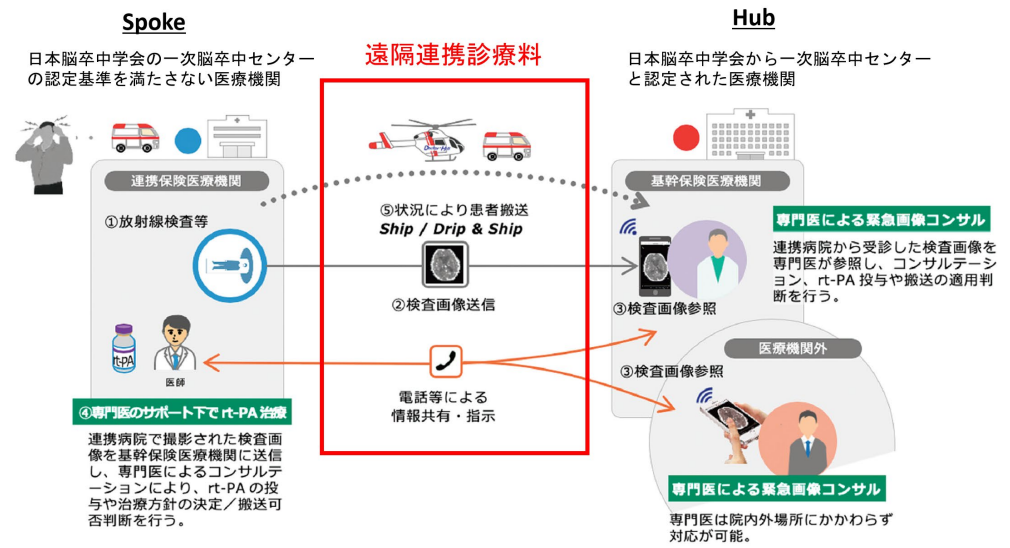 Spoke
日本脳卒中学会の一次脳卒中センター
の認定基準を満たさない医療機関
連携保険医療機関
①放射線検査等
rt-PA
医師
④専門医のサポート下で rt-PA 治療
連携病院で撮影された検査画
像を基幹保険医療機関に送信
し、専門医によるコンサルテ
ーションにより、rt-PA の投
与や治療方針の決定／搬送可
否判断を行う。
遠隔連携診療料
⑤状況により患者搬送
Ship / Drip & Ship
②検査画像送信
電話等による
情報共有・指示
Hub
日本脳卒中学会から一次脳卒中センター
と認定された医療機関
基幹保険医療機関
③検査画像参照
専門医による緊急画像コンサル
連携病院から受診した検査画像を
専門医が参照し、コンサルテーシ
ョン、rt-PA 投与や搬送の適用判
断を行う。
医療機関外
③検査画像参照
専門医による緊急画像コンサル
専門医は院内外場所にかかわらず
対応が可能。